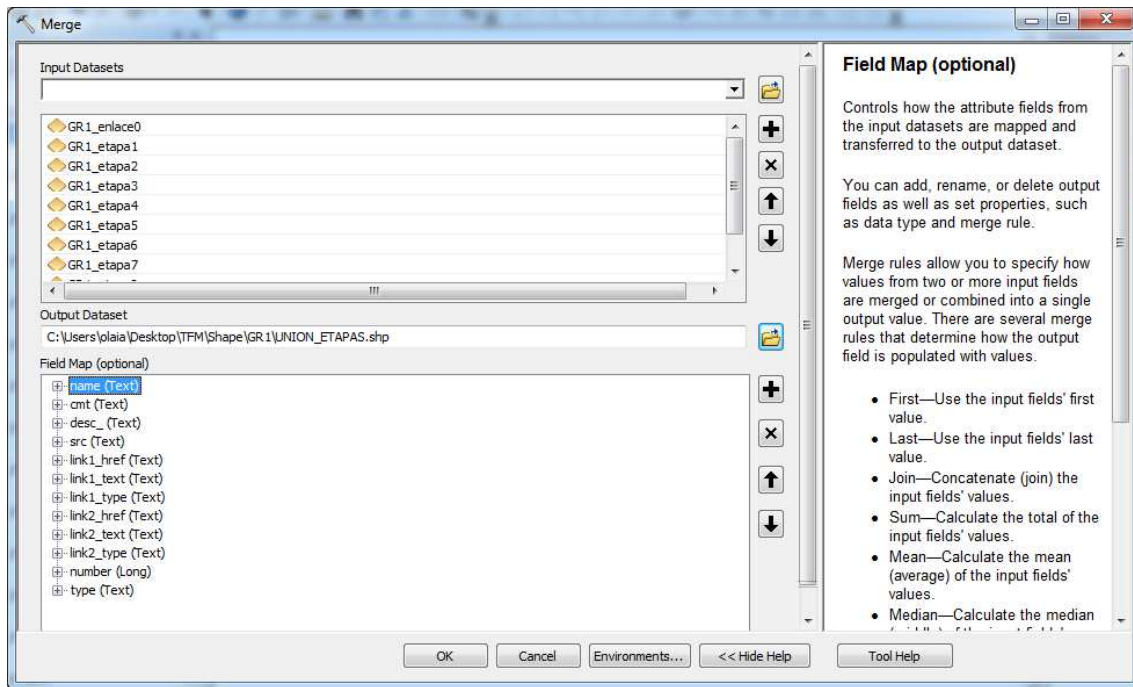 Merge
Input Datasets
GR1_enlace0
GR1_etapa1
GR1_etapa2
GR1_etapa3
GR1_etapa4
GR1_etapa5
GR1_etapa6
GR1_etapa7
Output Dataset
C:\Users\olaia\Desktop\TFM\Shape\GR1\UNION_ETAPAS.shp
Field Map (optional)
name (Text)
cmt (Text)
desc_ (Text)
src (Text)
link1_href (Text)
link1_text (Text)
link1_type (Text)
link2_href (Text)
link2_text (Text)
link2_type (Text)
number (Long)
type (Text)
OK
Cancel
Environments...
<< Hide Help
Tool Help
Field Map (optional)
Controls how the attribute fields from
the input datasets are mapped and
transferred to the output dataset.
You can add, rename, or delete output
fields as well as set properties, such
as data type and merge rule.
Merge rules allow you to specify how
values from two or more input fields
are merged or combined into a single
output value. There are several merge
rules that determine how the output
field is populated with values.
• First—Use the input fields' first
value.
• Last—Use the input fields' last
value.
• Join—Concatenate (join) the
input fields' values.
• Sum—Calculate the total of the
input fields' values.
• Mean—Calculate the mean
(average) of the input fields'
values.
• Median—Calculate the median